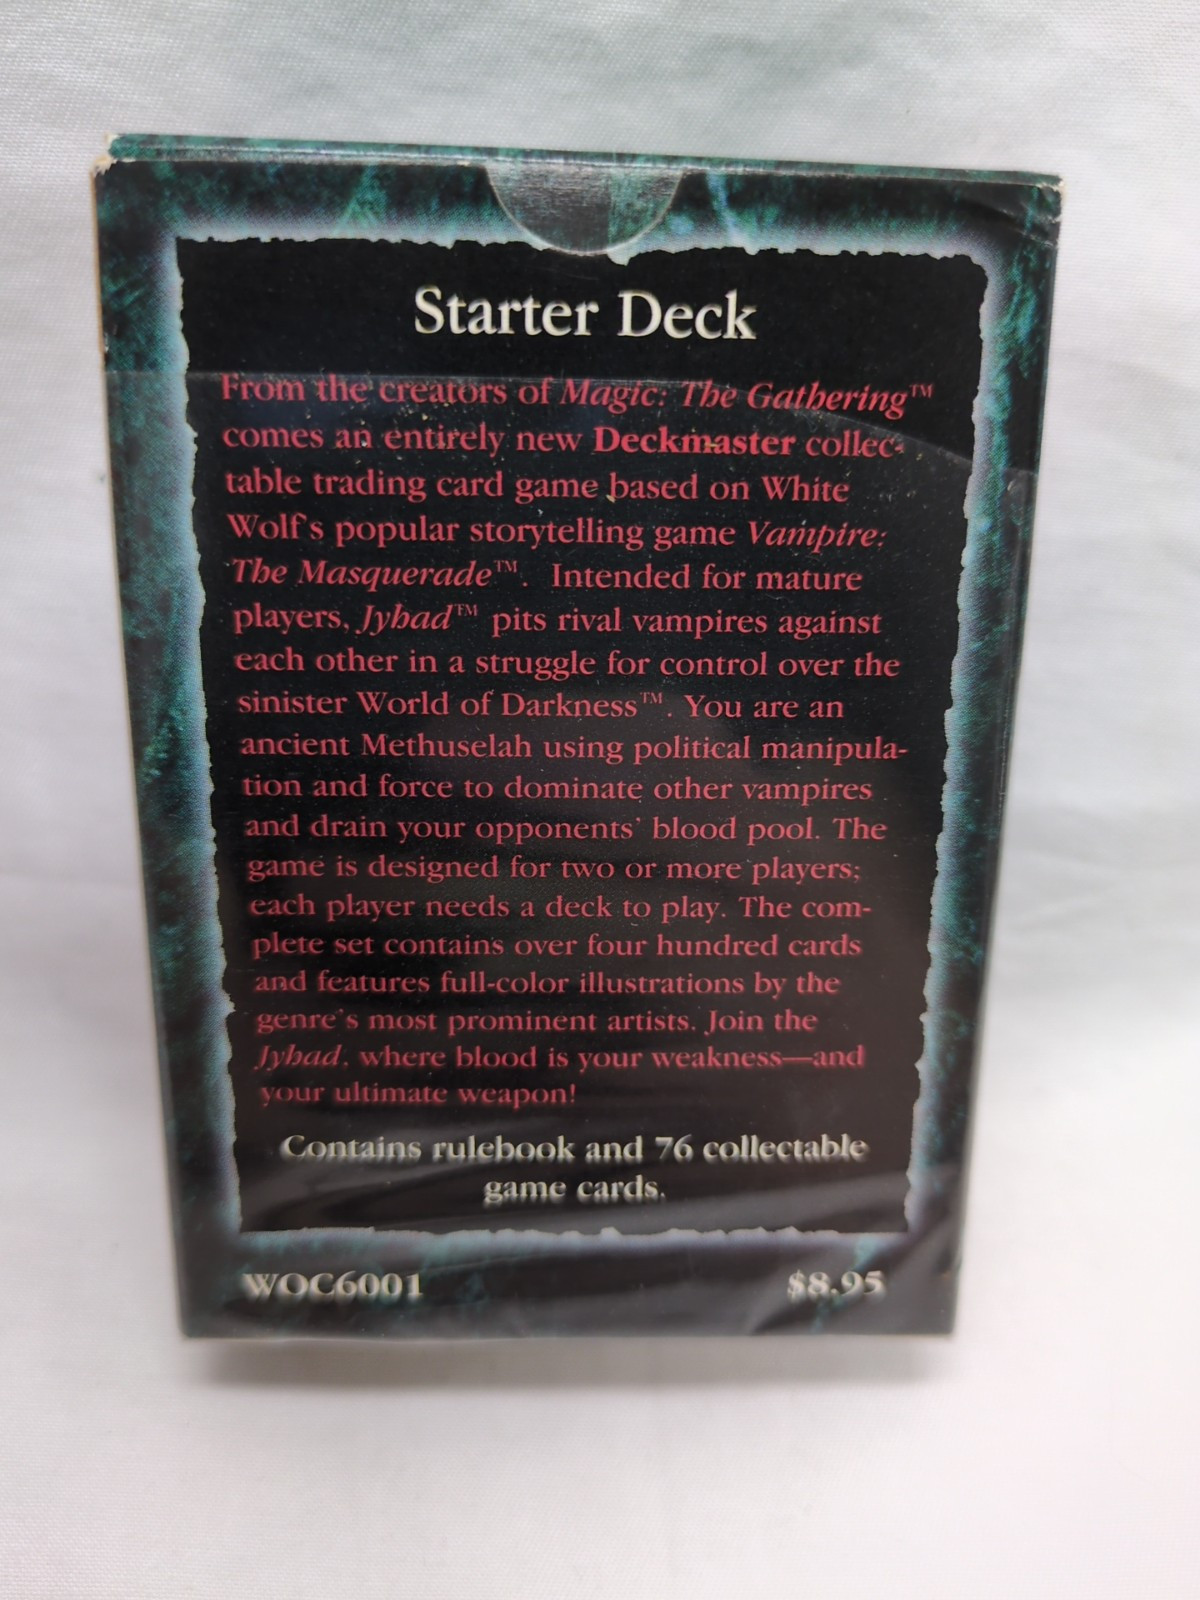 Starter Deck
From the creators of Magic: The Gathering™
comes an entirely new Deckmaster collec-
table trading card game based on White
Wolf's popular storytelling game Vampire:
The Masquerade™. Intended for mature
players, Jyhad™ pits rival vampires against
each other in a struggle for control over the
sinister World of Darkness™. You are an
ancient Methuselah using political manipula-
tion and force to dominate other vampires
and drain your opponents' blood pool. The
game is designed for two or more players;
each player needs a deck to play. The com-
plete set contains over four hundred cards
and features full-color illustrations by the
genre's most prominent artists. Join the
Jyhad, where blood is your weakness—and
your ultimate weapon!
Contains rulebook and 76 collectable
game cards.
WOC6001 $8.95